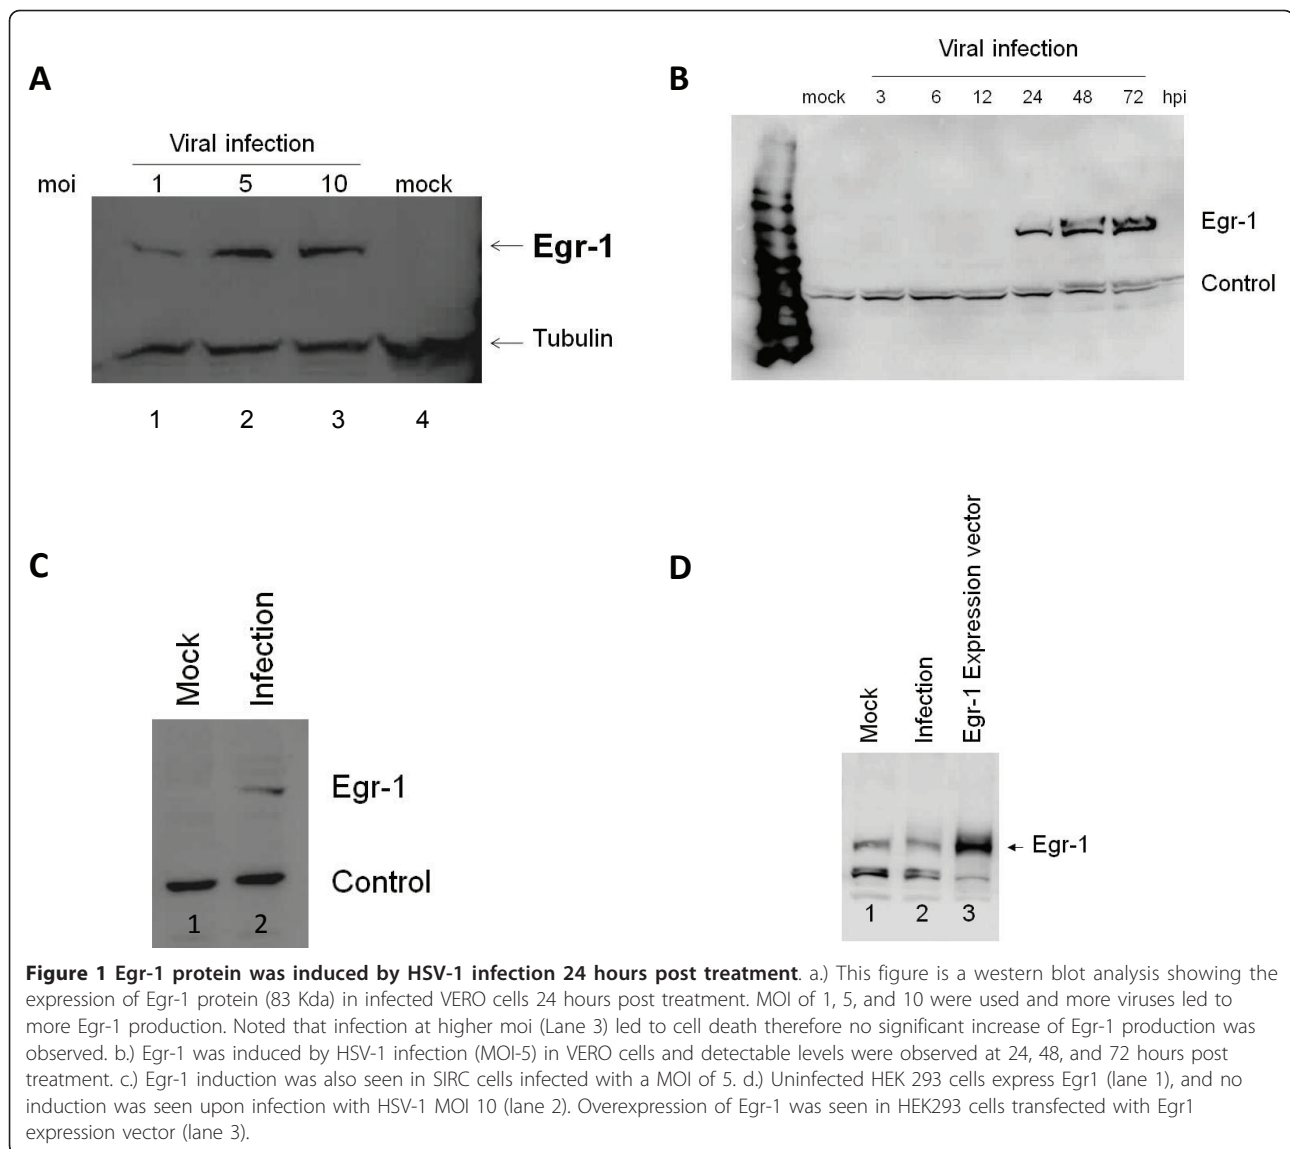 A
Viral infection
moi 1 5 10 mock
Egr-1
Tubulin
1 2 3 4
B
Viral infection
mock 3 6 12 24 48 72 hpi
Egr-1
Control
C
Mock
Infection
Egr-1
Control
1 2
D
Mock
Infection
Egr-1 Expression vector
Egr-1
1 2 3
Figure 1 Egr-1 protein was induced by HSV-1 infection 24 hours post treatment. a.) This figure is a western blot analysis showing the
expression of Egr-1 protein (83 Kda) in infected VERO cells 24 hours post treatment. MOI of 1, 5, and 10 were used and more viruses led to
more Egr-1 production. Noted that infection at higher moi (Lane 3) led to cell death therefore no significant increase of Egr-1 production was
observed. b.) Egr-1 was induced by HSV-1 infection (MOI-5) in VERO cells and detectable levels were observed at 24, 48, and 72 hours post
treatment. c.) Egr-1 induction was also seen in SIRC cells infected with a MOI of 5. d.) Uninfected HEK 293 cells express Egr1 (lane 1), and no
induction was seen upon infection with HSV-1 MOI 10 (lane 2). Overexpression of Egr-1 was seen in HEK293 cells transfected with Egr1
expression vector (lane 3).